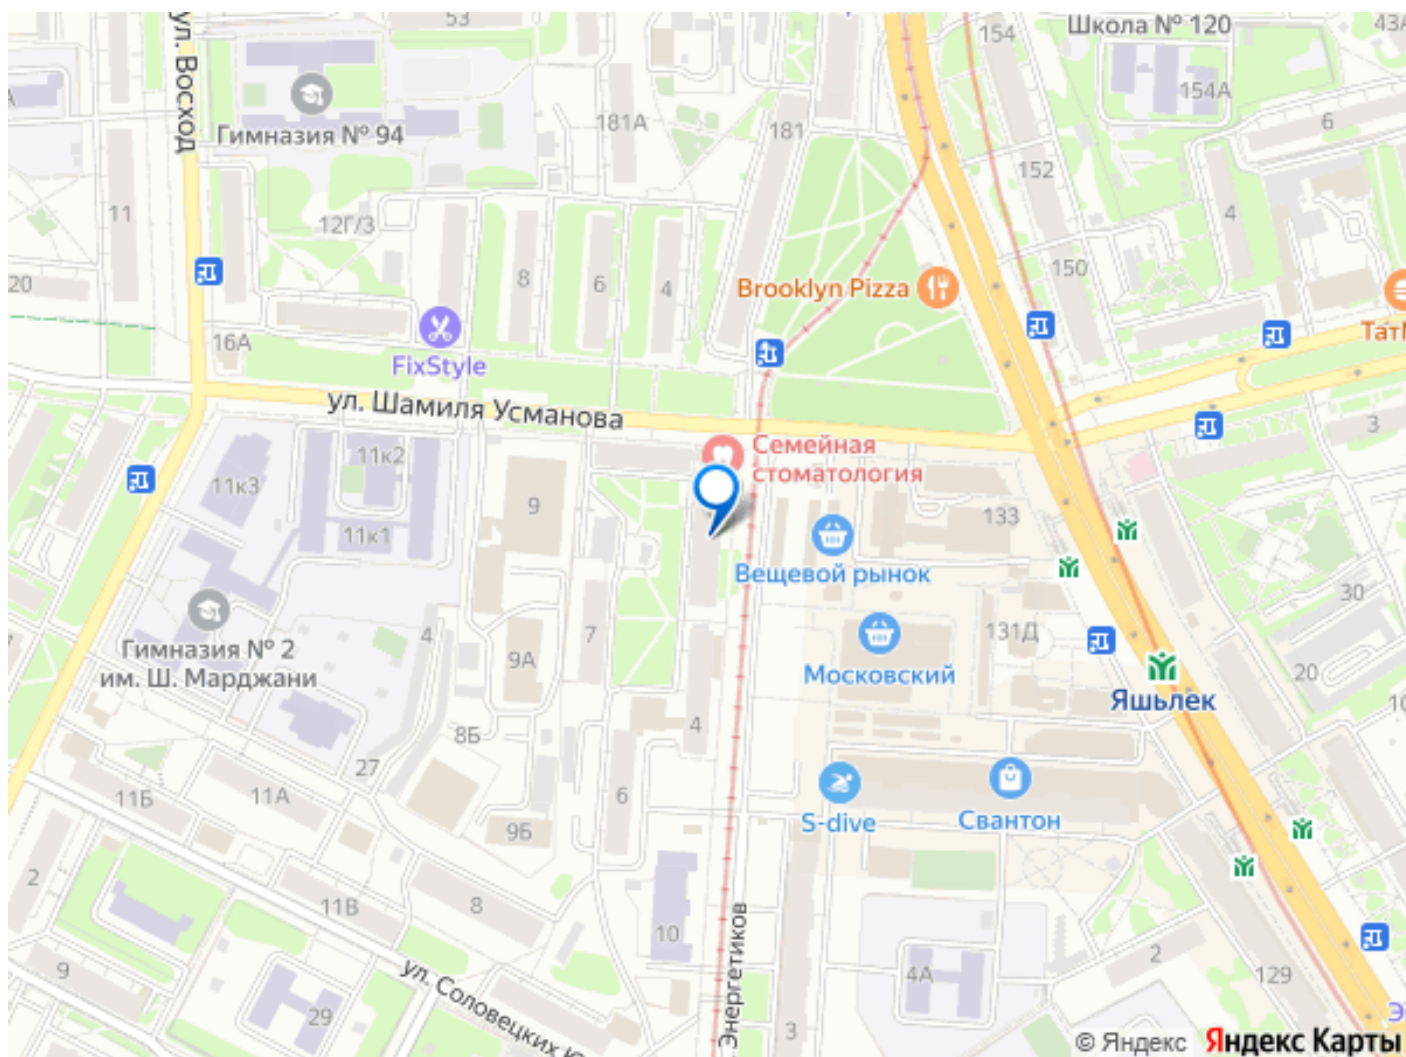 53
154
Школа № 120
43А
154А
ул. Восход
Гимназия № 94
181А
181
6
152
11
12Г/3
4
20
8
6
4
Brooklyn Pizza
150
16А
FixStyle
ул. Шамиля Усманова
3
11к2
11к3
Семейная
стоматология
9
133
11к1
Вещевой рынок
30
Гимназия № 2
им. Ш. Марджани
4
7
9А
131Д
Московский
20
Яшьлек
4
8Б
27
11Б
11А
6
9Б
S-dive
Свантон
2
11В
8
10
Энергетиков
2
9
ул. Соловецких
4А
129
29
3
© Яндекс
Яндекс Карты